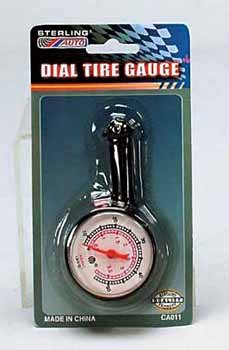 STERLING
AUTO
DIAL TIRE GAUGE
MADE IN CHINA
CA011